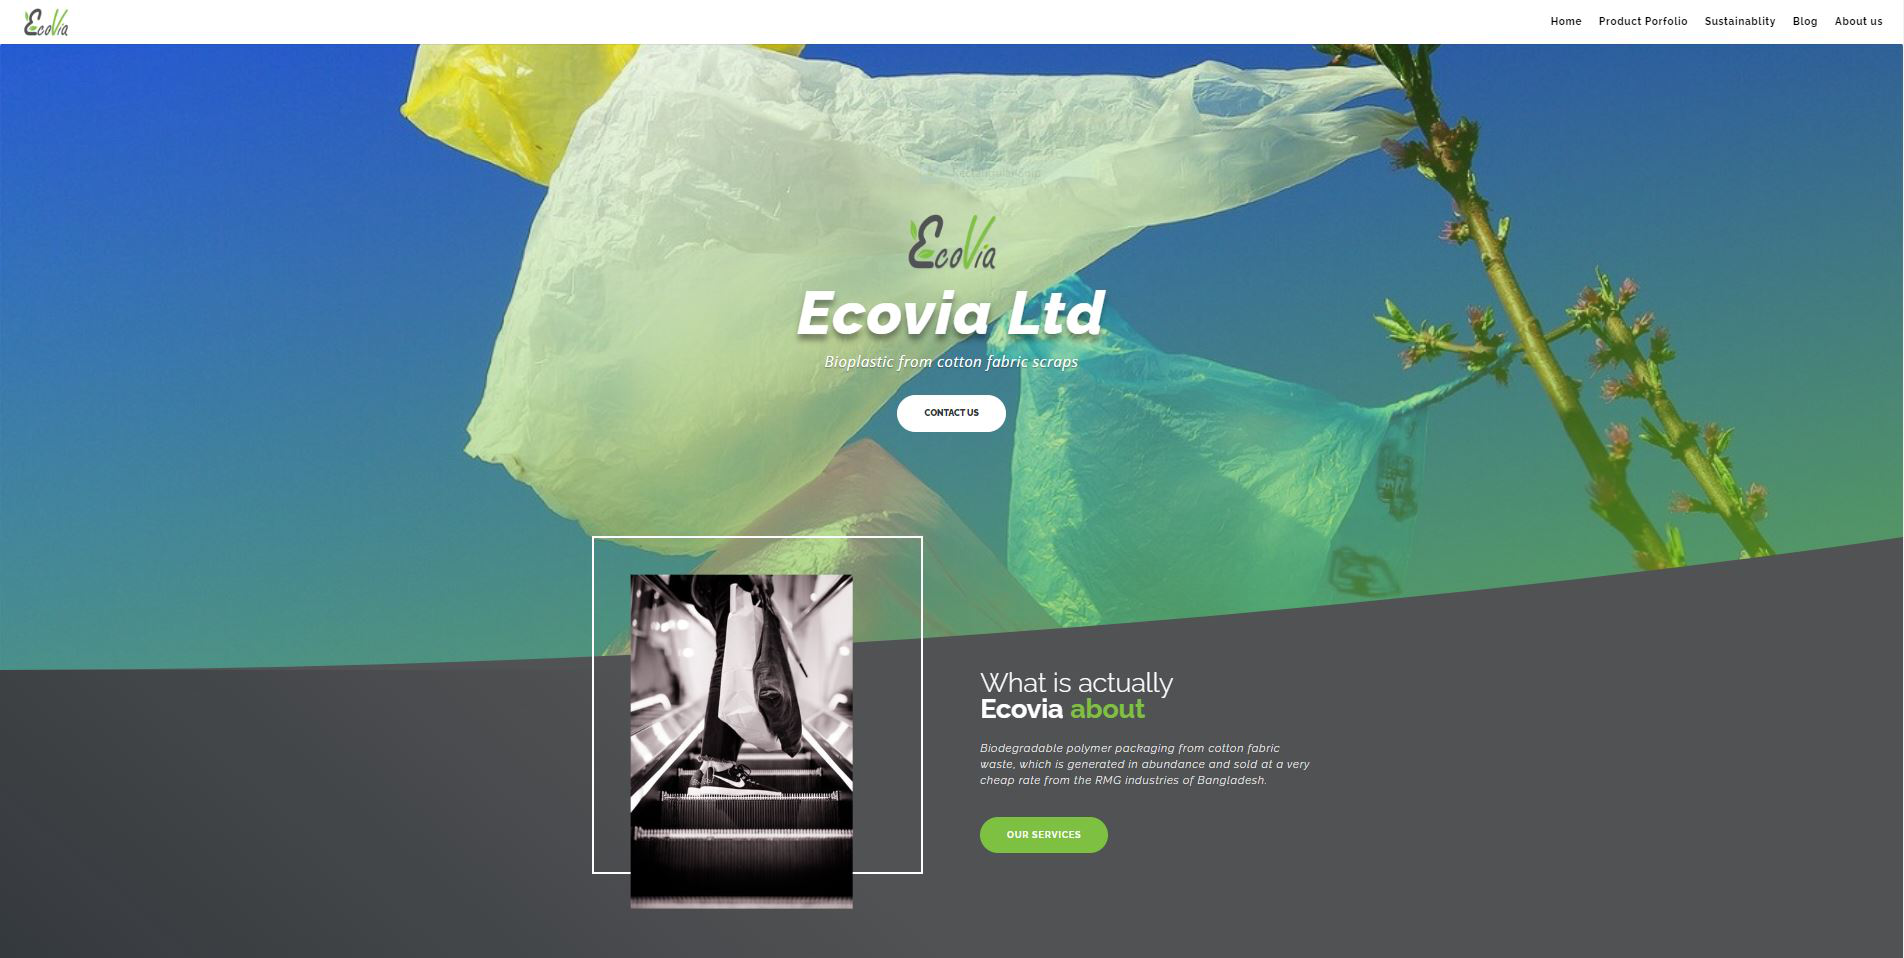 EcoVia
Home
Product Porfolio
Sustainablity
Blog
About us
EcoVia
Ecovia Ltd
Bioplastic from cotton fabric scraps
CONTACT US
What is actually
Ecovia about
Biodegradable polymer packaging from cotton fabric
waste, which is generated in abundance and sold at a very
cheap rate from the RMG industries of Bangladesh.
OUR SERVICES